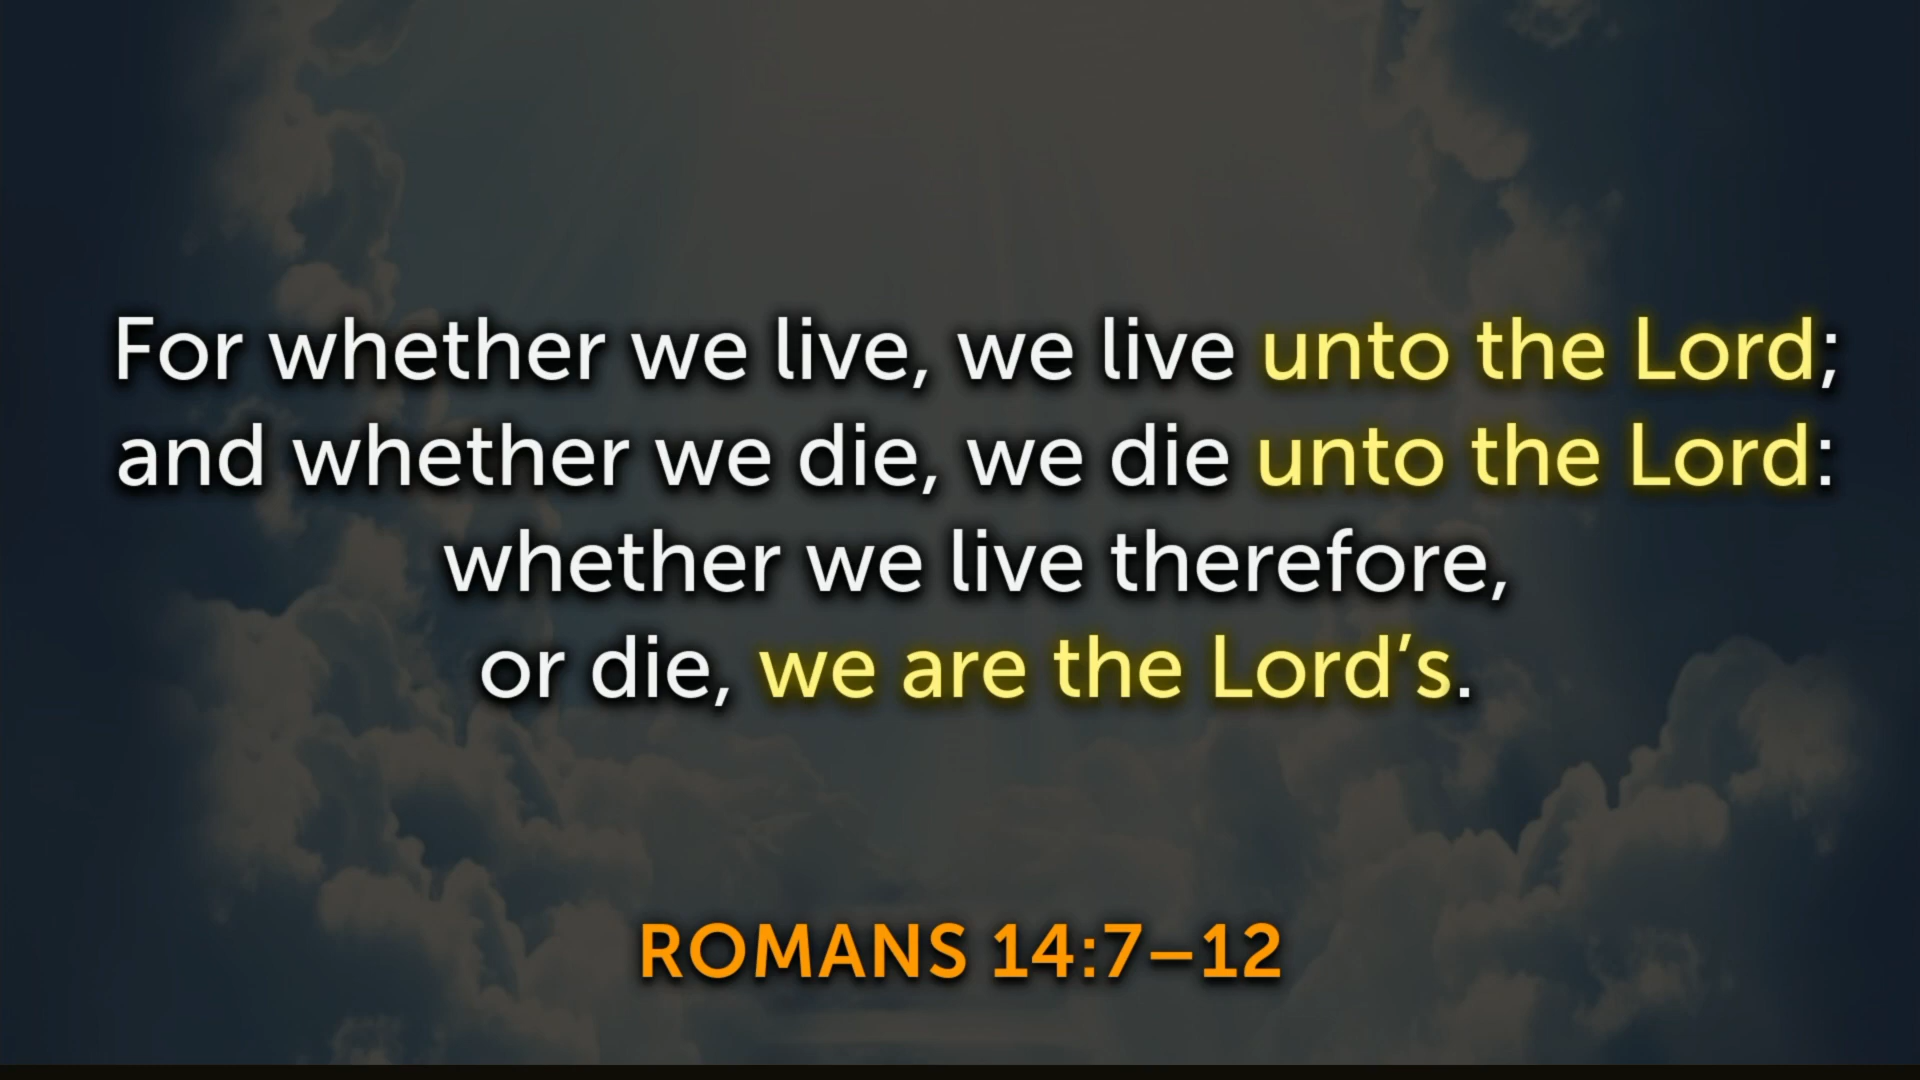 For whether we live, we live unto the Lord;
and whether we die, we die unto the Lord:
whether we live therefore,
or die, we are the Lord’s.
ROMANS 14:7–12